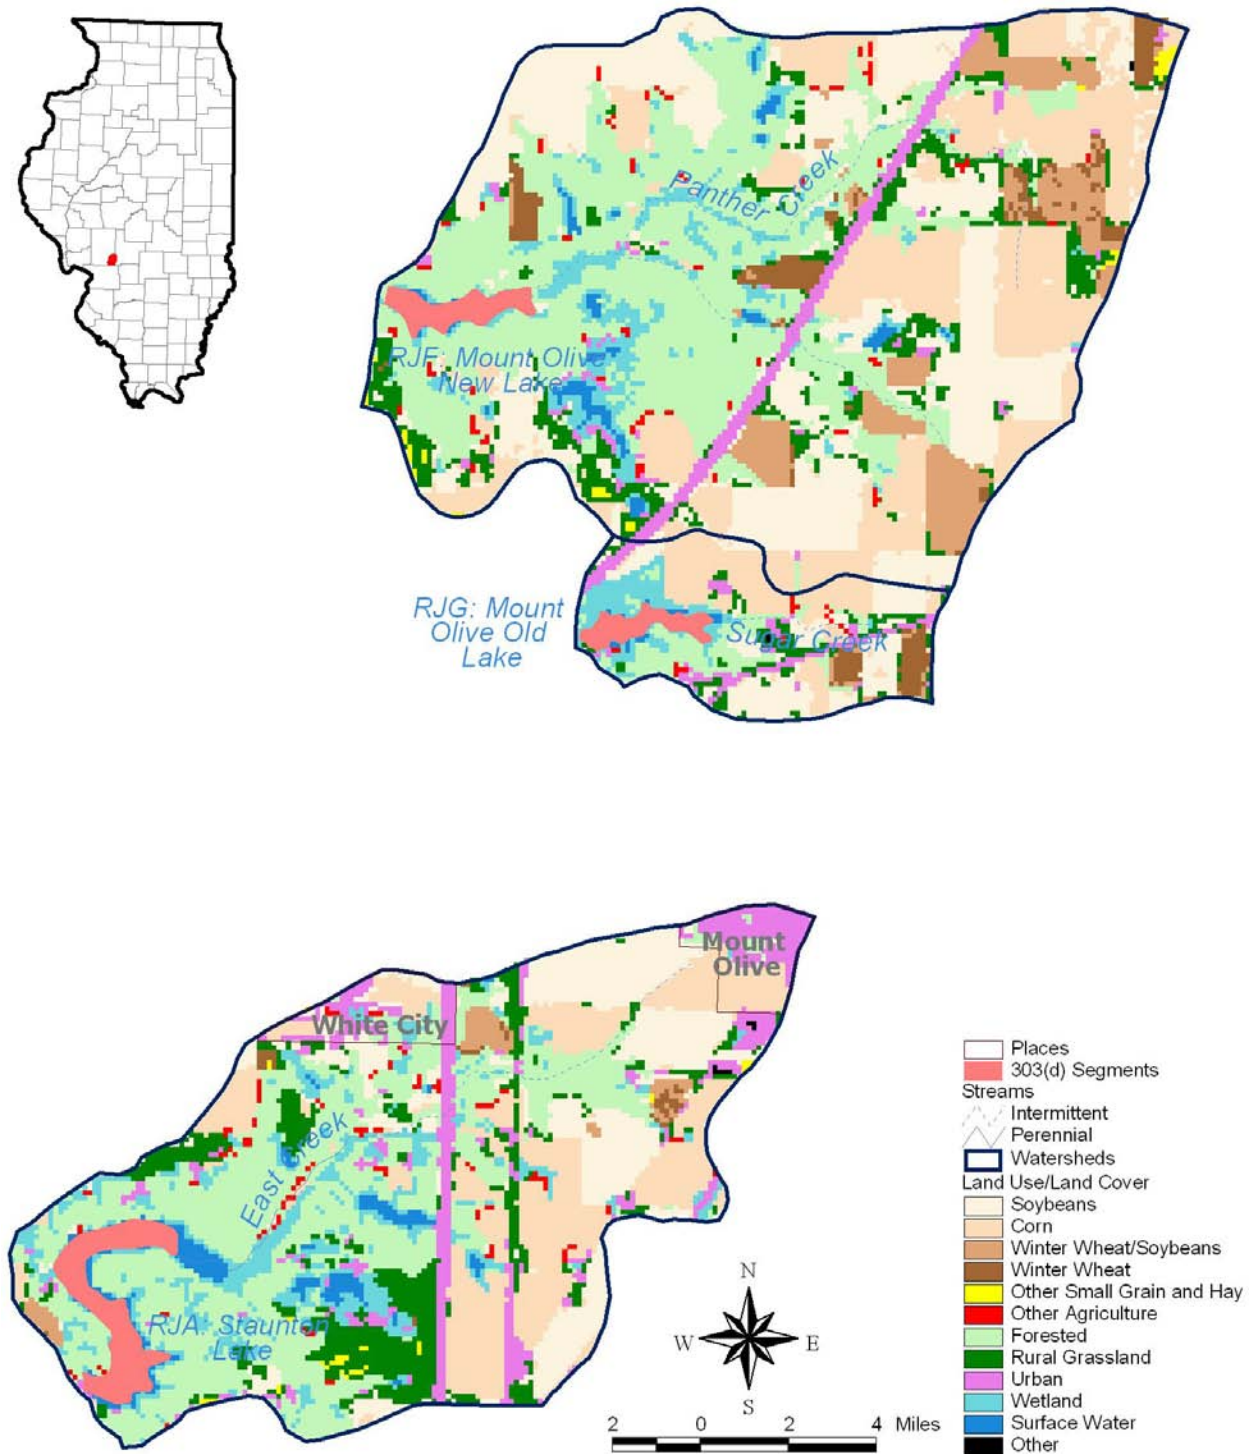 Panther Creek
RJF: Mount Olive
New Lake
RJG: Mount
Olive Old
Lake
Sugar Creek
Mount
Olive
White City
East Creek
RJA: Staunton
Lake
N
W
E
S
2 0 2 4 Miles
Places
303(d) Segments
Streams
Intermittent
Perennial
Watersheds
Land Use/Land Cover
Soybeans
Corn
Winter Wheat/Soybeans
Winter Wheat
Other Small Grain and Hay
Other Agriculture
Forested
Rural Grassland
Urban
Wetland
Surface Water
Other